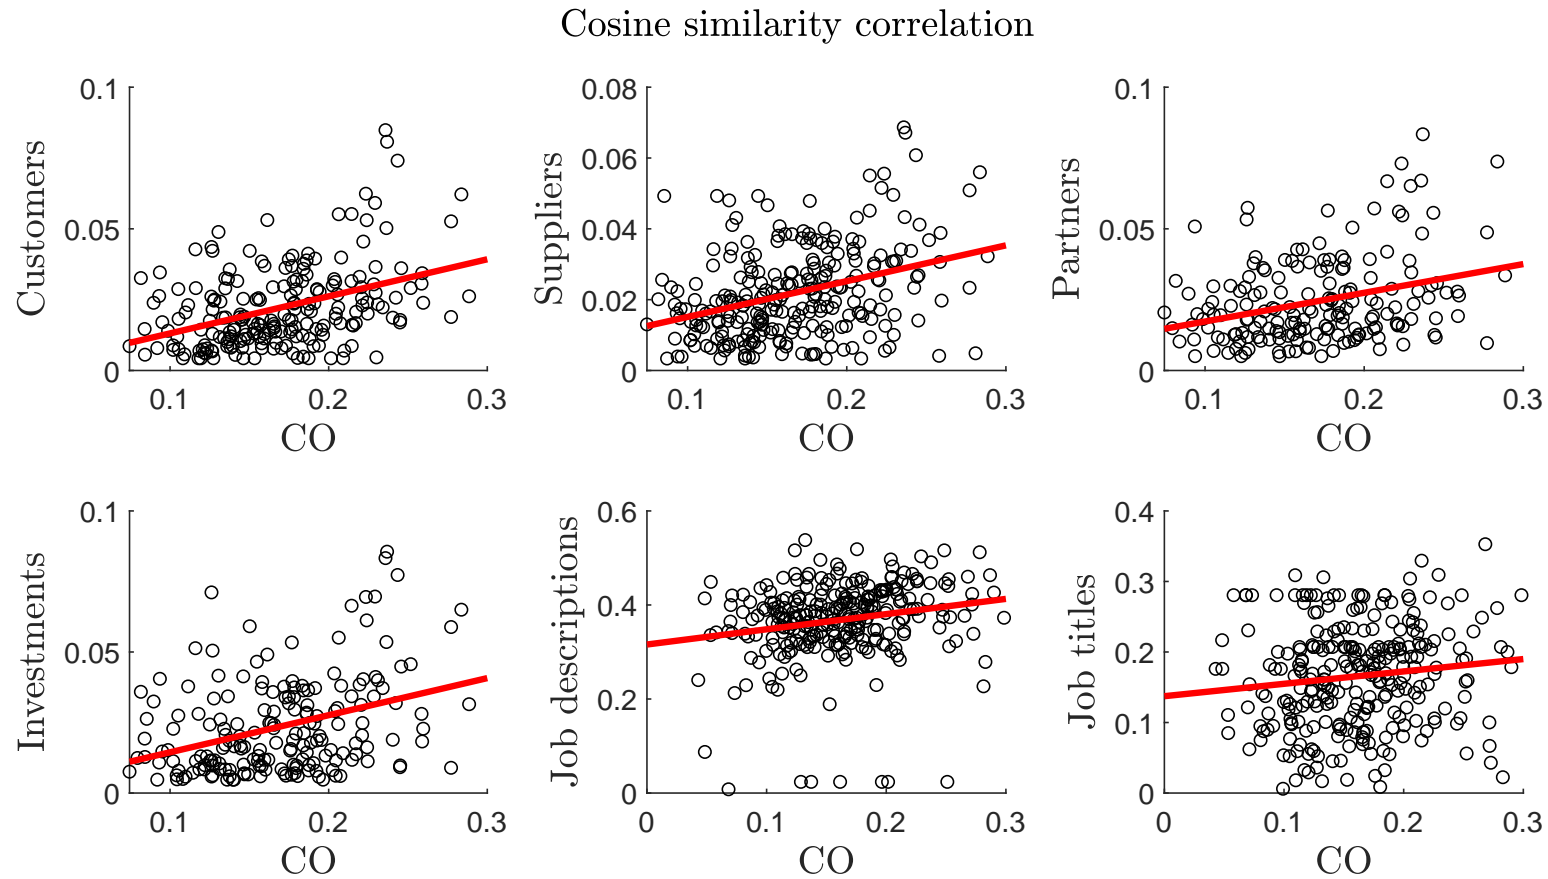 Cosine similarity correlation
Customers
0.1
0.05
0
0.1 0.2 0.3
CO
Suppliers
0.08
0.06
0.04
0.02
0
0.1 0.2 0.3
CO
Partners
0.1
0.05
0
0.1 0.2 0.3
CO
Investments
0.1
0.05
0
0.1 0.2 0.3
CO
Job descriptions
0.6
0.4
0.2
0
0 0.1 0.2 0.3
CO
Job titles
0.4
0.3
0.2
0.1
0
0 0.1 0.2 0.3
CO